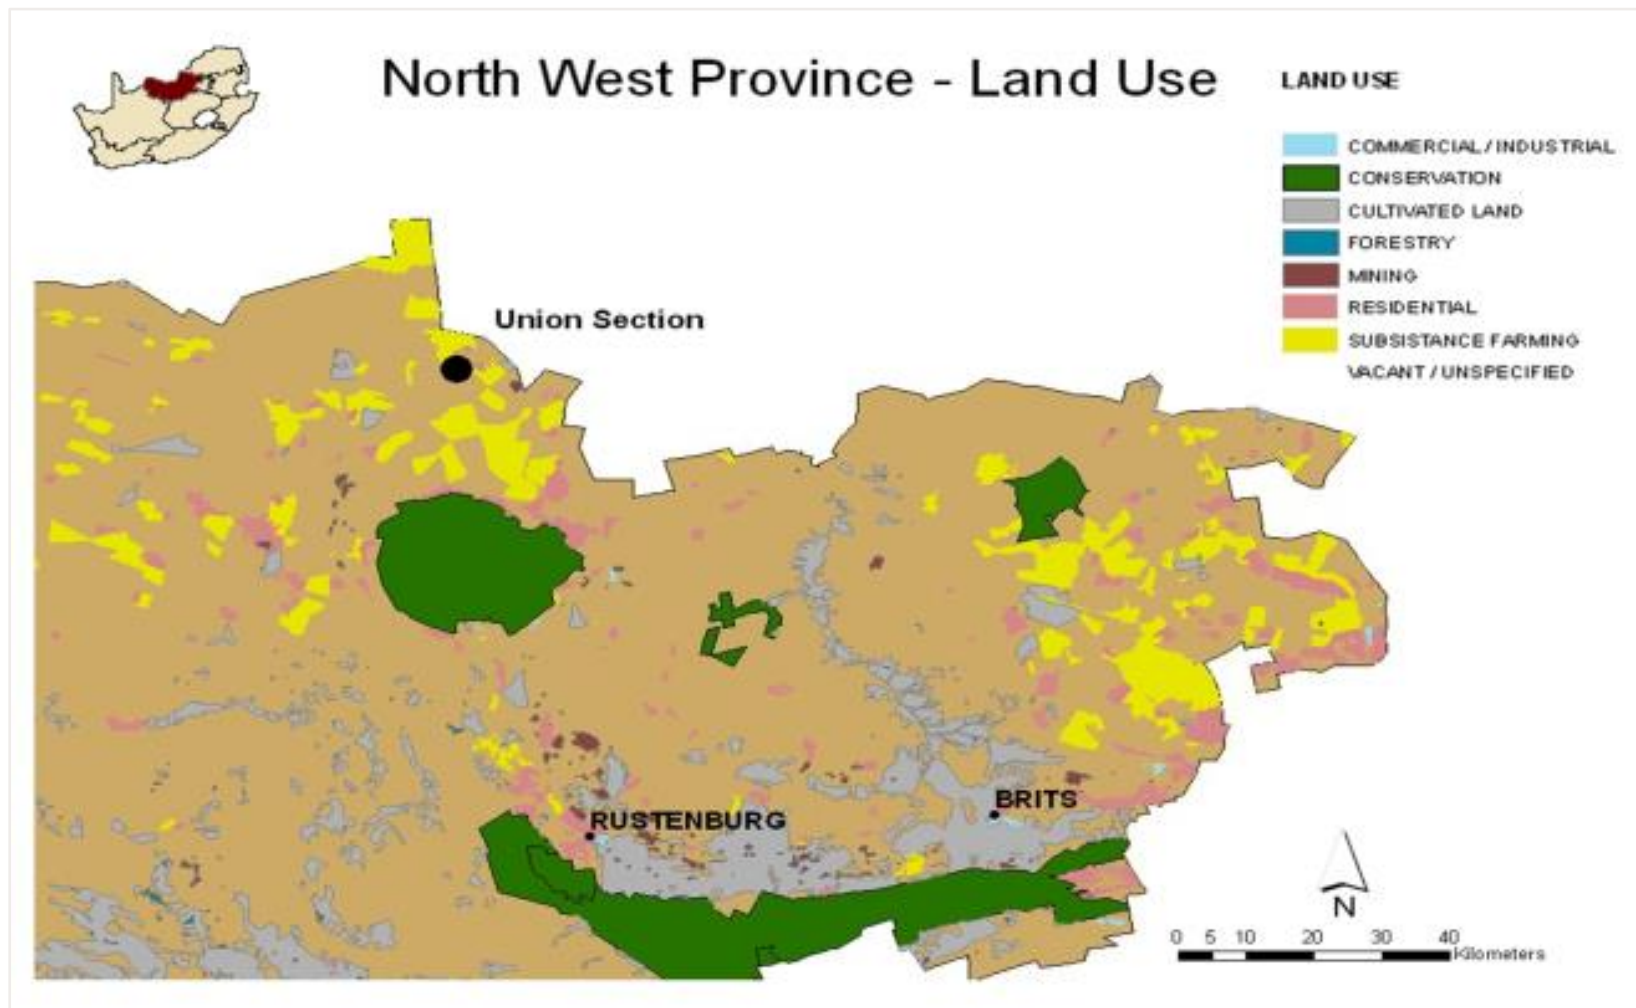 North West Province - Land Use
LAND USE
COMMERCIAL / INDUSTRIAL
CONSERVATION
CULTIVATED LAND
FORESTRY
MINING
RESIDENTIAL
SUBSISTANCE FARMING
VACANT / UNSPECIFIED
Union Section
BRITS
RUSTENBURG
N
0 5 10 20 30 40
Kilometers